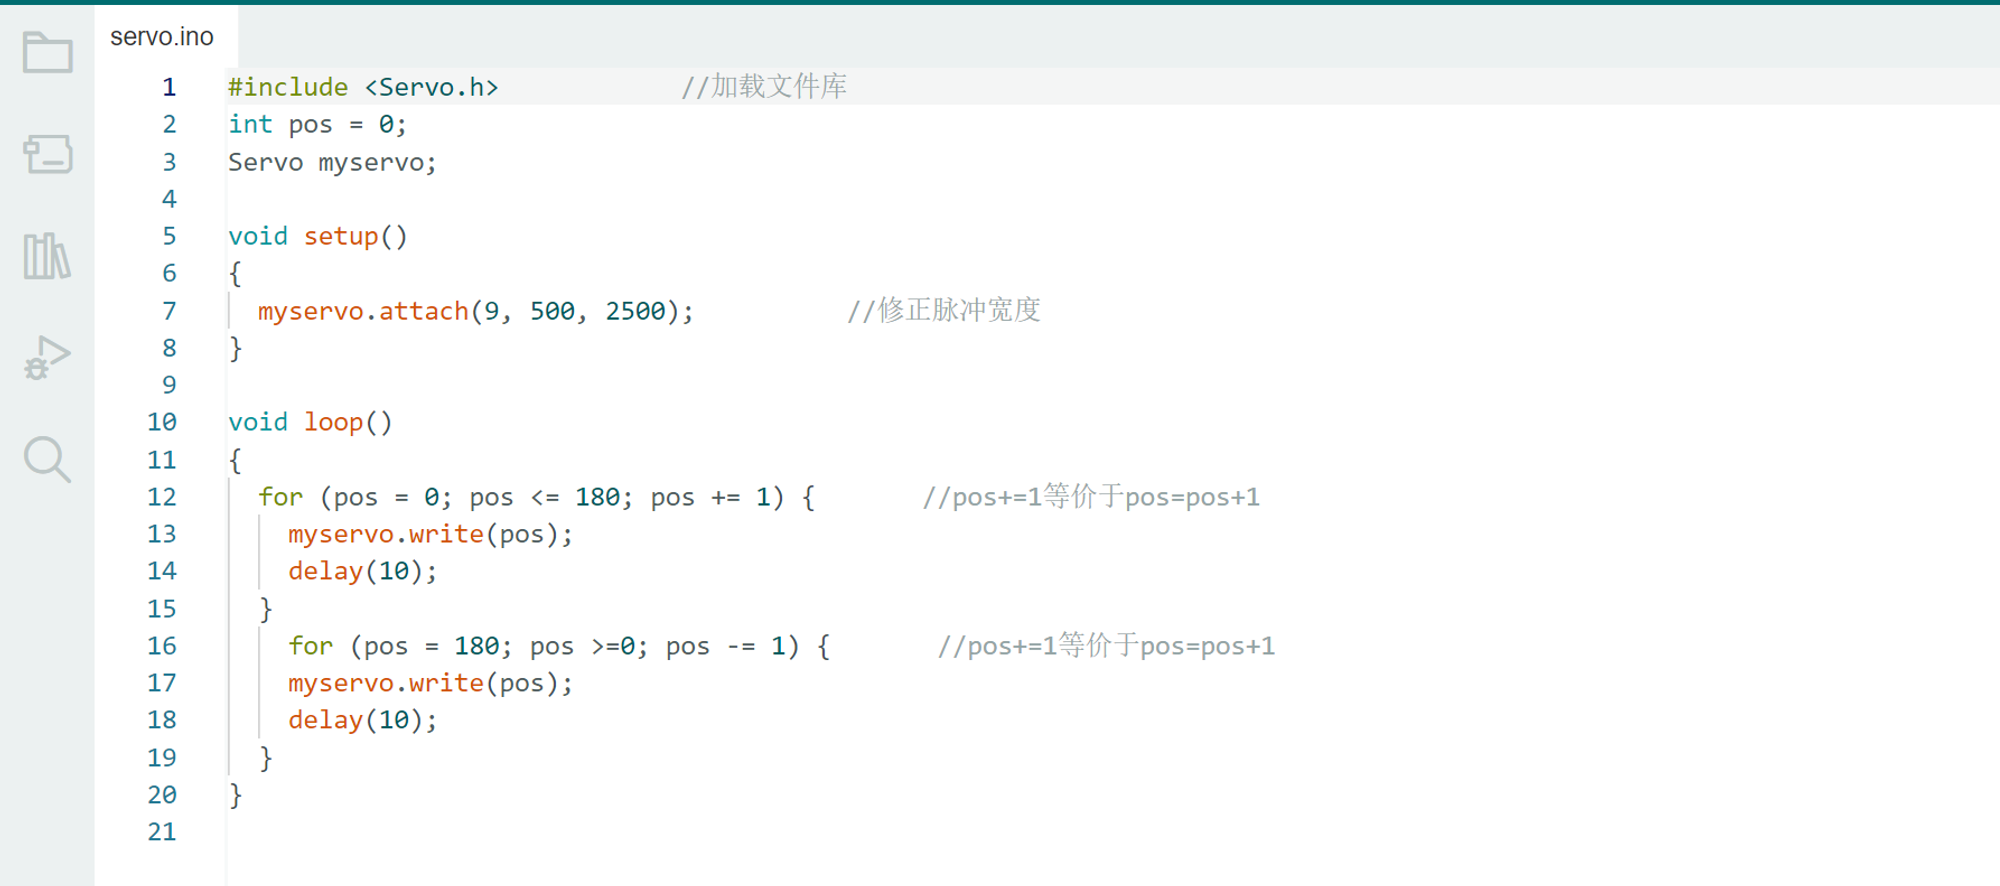 servo.ino
1 #include <Servo.h> //加载文件库
2 int pos = 0;
3 Servo myservo;
4
5 void setup()
6 {
7 myservo.attach(9, 500, 2500); //修正脉冲宽度
8 }
9
10 void loop()
11 {
12 for (pos = 0; pos <= 180; pos += 1) { //pos+=1等价于pos=pos+1
13 myservo.write(pos);
14 delay(10);
15 }
16 for (pos = 180; pos >=0; pos -= 1) { //pos+=1等价于pos=pos+1
17 myservo.write(pos);
18 delay(10);
19 }
20 }
21